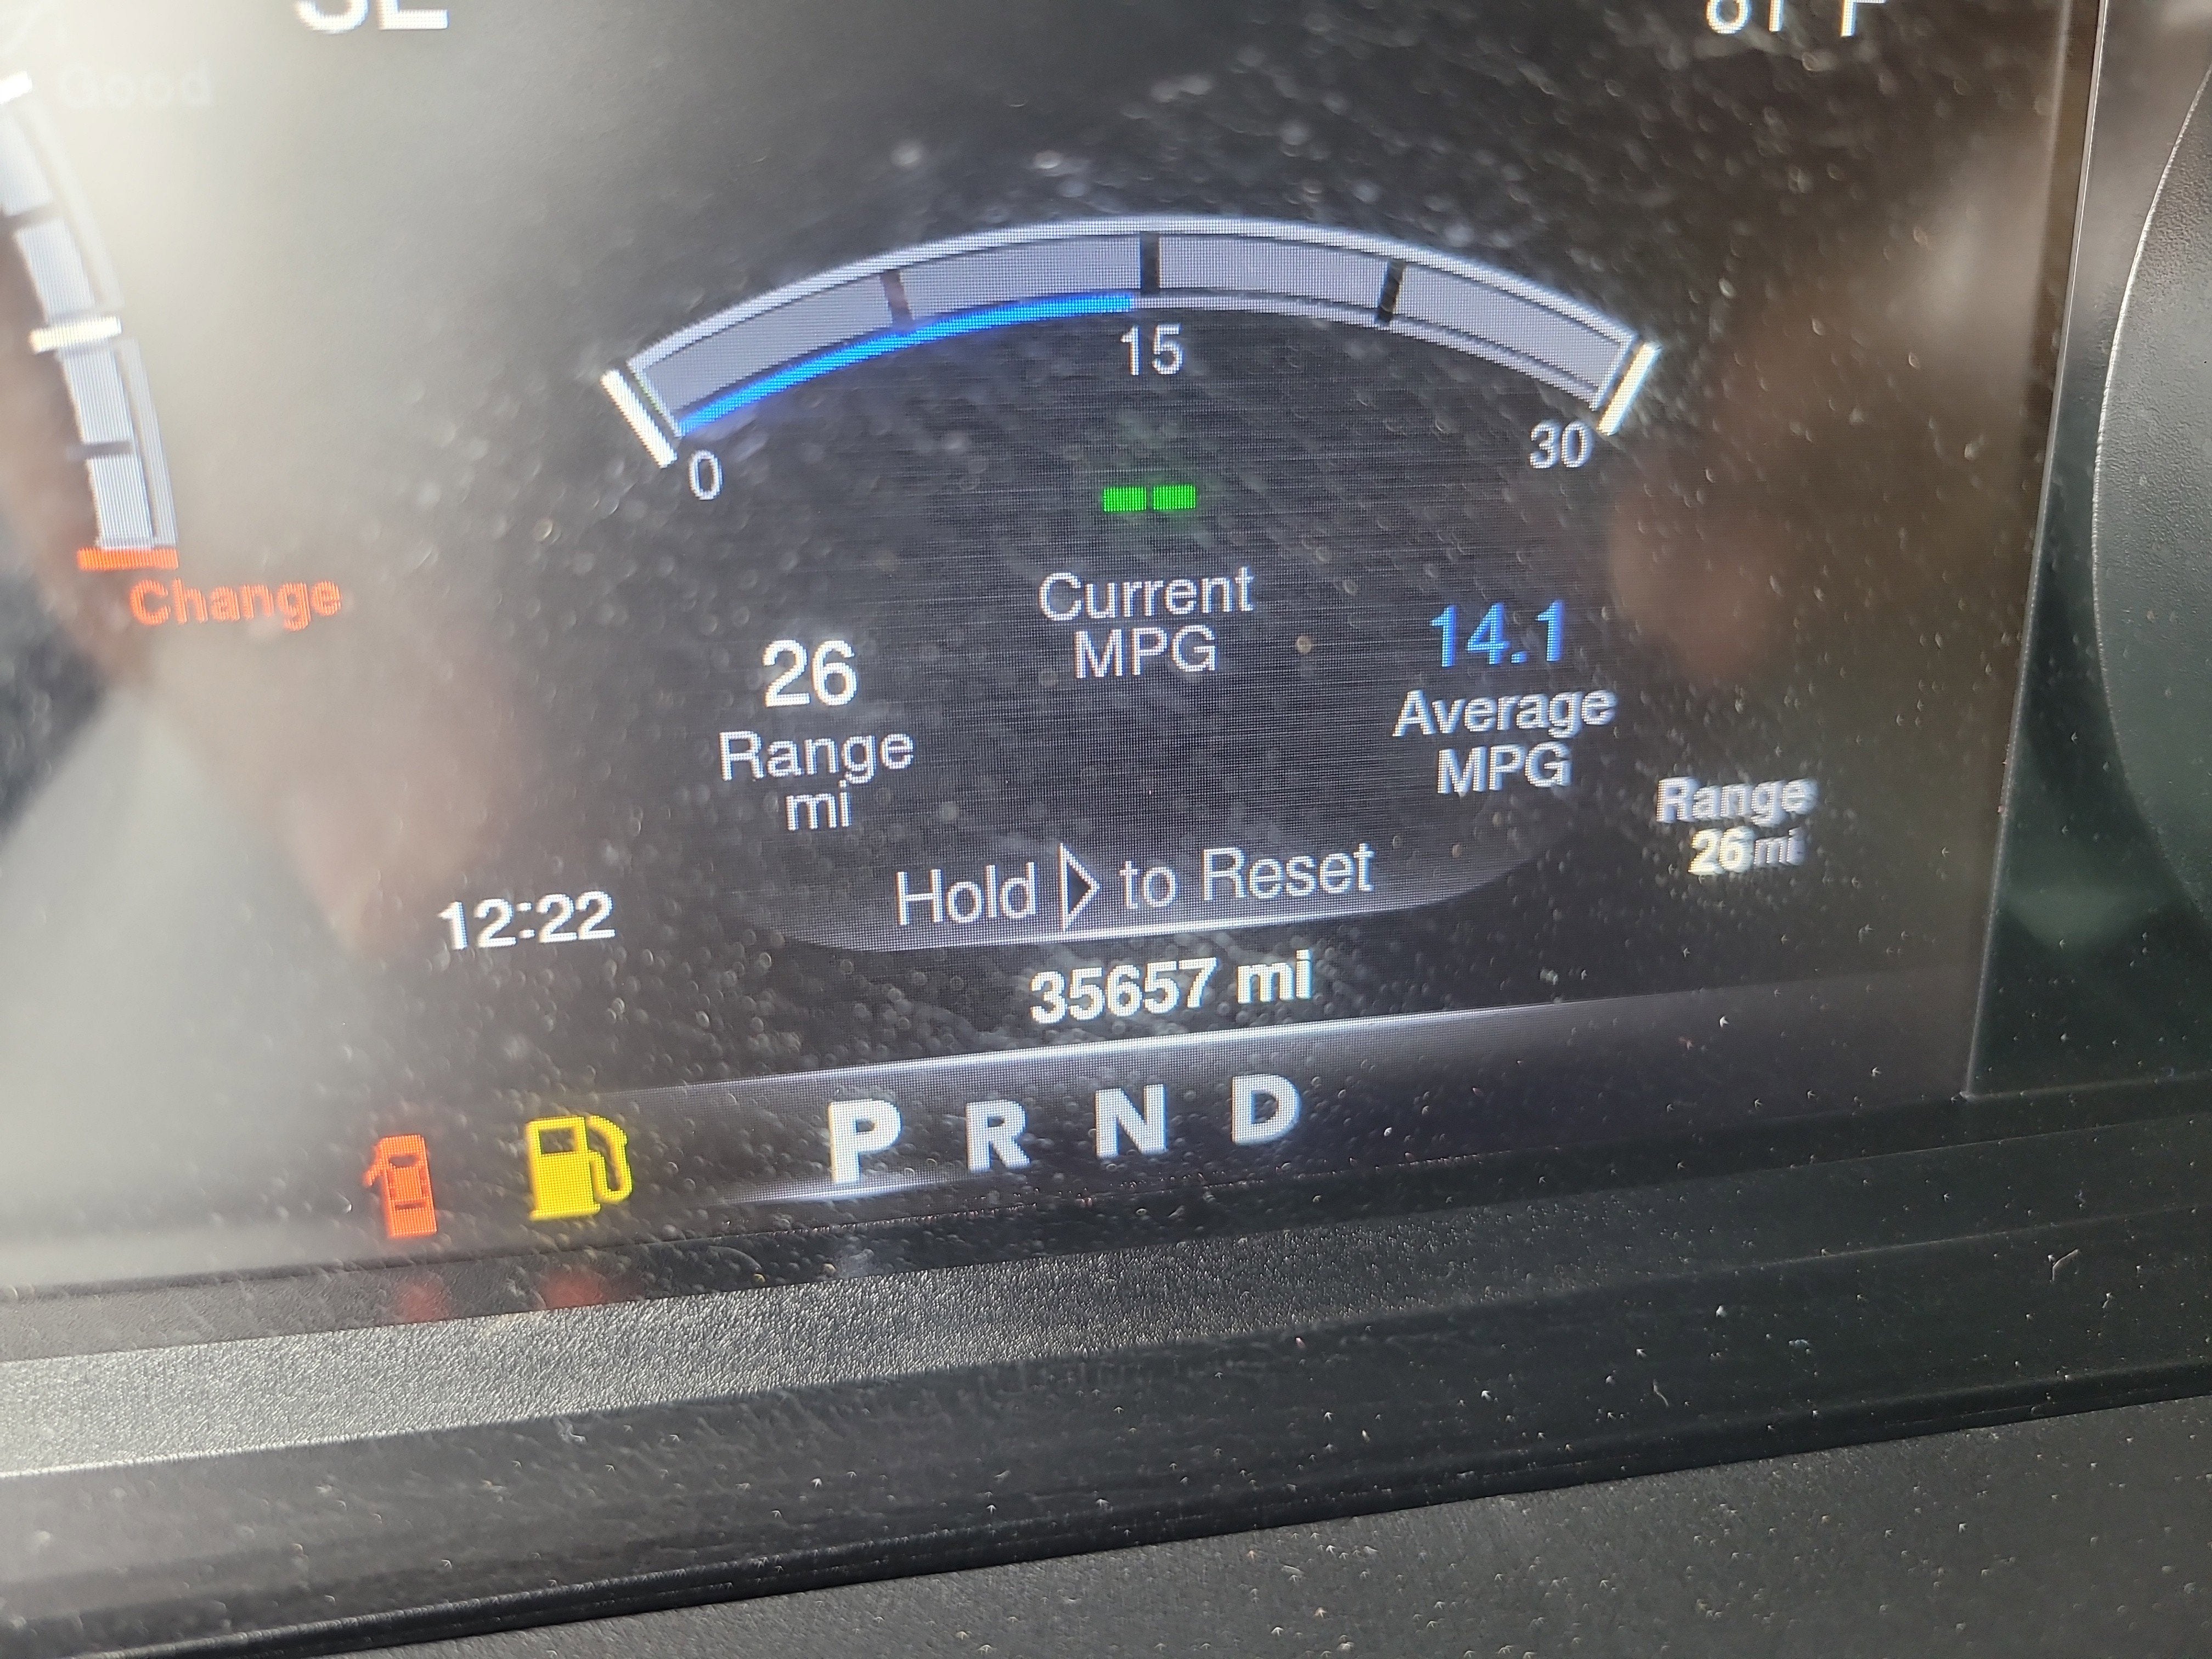 Good
15
0
30
Current
MPG
Change
26
Range
mi
14.1
Average
MPG
Range
26 mi
Hold to Reset
12:22
35657 mi
P R N D